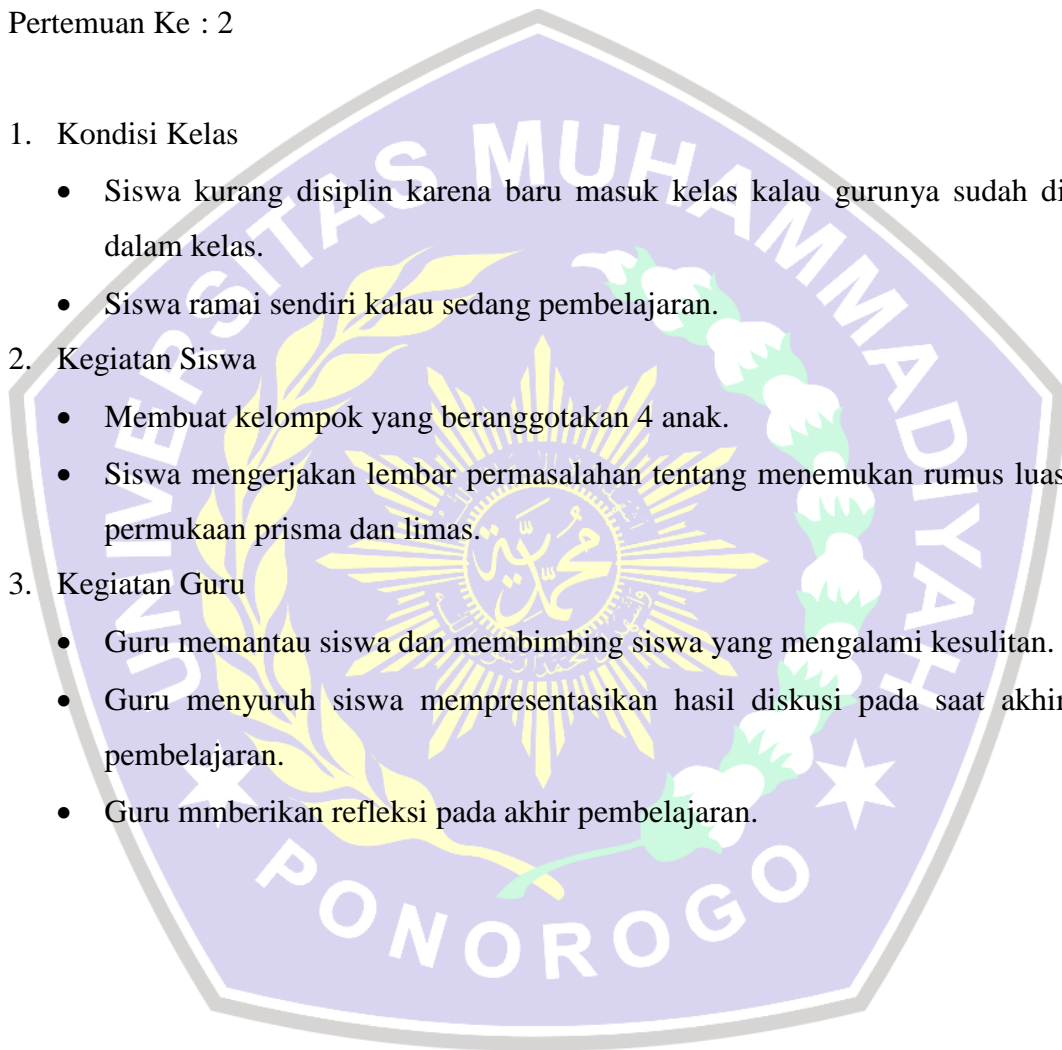 Pertemuan Ke : 2
1. Kondisi Kelas
• Siswa kurang disiplin karena baru masuk kelas kalau gurunya sudah di
dalam kelas.
• Siswa ramai sendiri kalau sedang pembelajaran.
2. Kegiatan Siswa
• Membuat kelompok yang beranggotakan 4 anak.
• Siswa mengerjakan lembar permasalahan tentang menemukan rumus luas
permukaan prisma dan limas.
3. Kegiatan Guru
• Guru memantau siswa dan membimbing siswa yang mengalami kesulitan.
• Guru menyuruh siswa mempresentasikan hasil diskusi pada saat akhir
pembelajaran.
• Guru mmberikan refleksi pada akhir pembelajaran.
UNIVERSITAS MUHAMMADIYAH
PONOROGO
محمدية